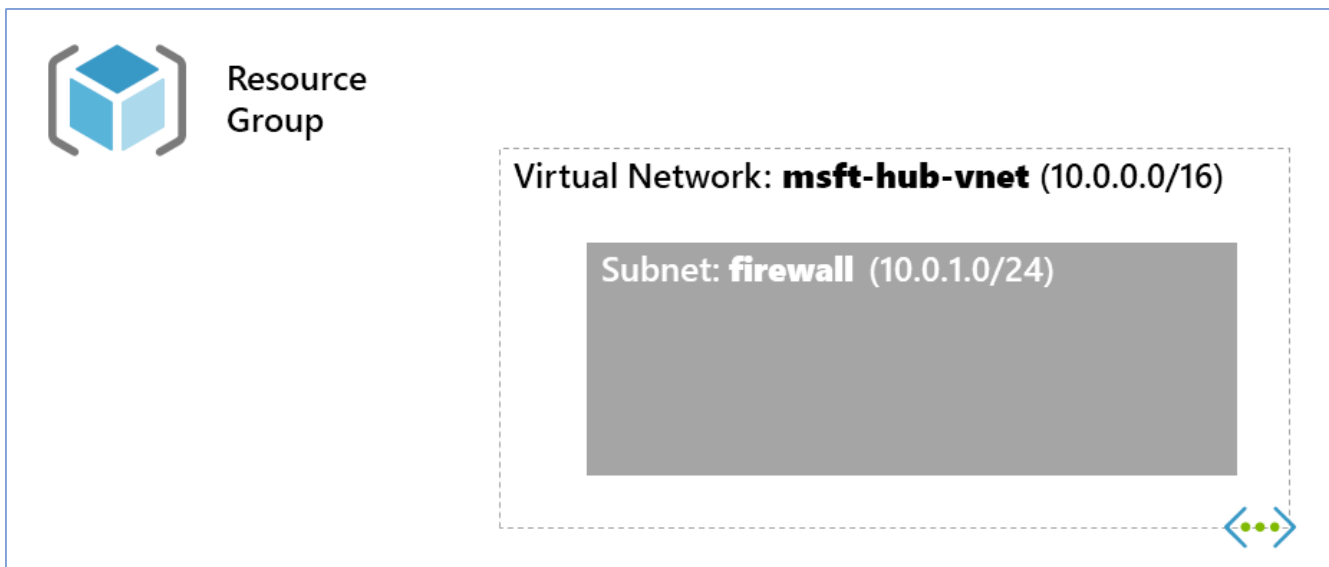 Resource
Group
Virtual Network: msft-hub-vnet (10.0.0.0/16)
Subnet: firewall (10.0.1.0/24)